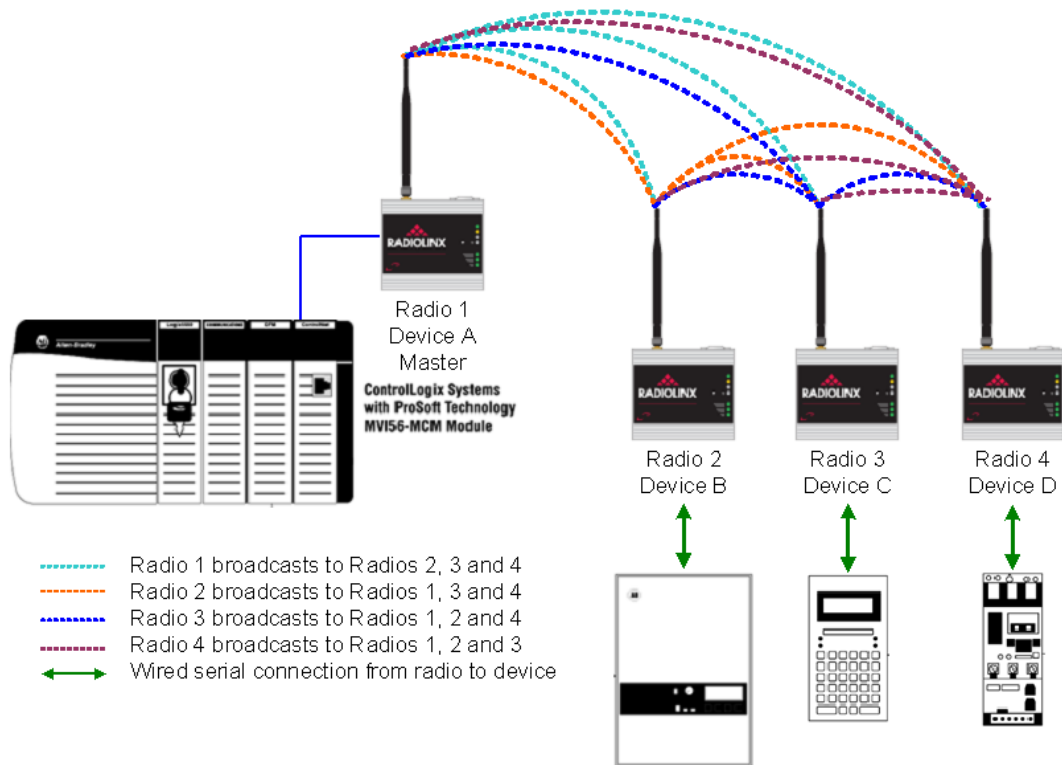 RADIOLINX
Radio 1
Device A
Master
Allen-Bradley
ControlNet
ControlLogix Systems
with ProSoft Technology
MVI56-MCM Module
RADIOLINX
RADIOLINX
RADIOLINX
Radio 2
Device B
Radio 3
Device C
Radio 4
Device D
Radio 1 broadcasts to Radios 2, 3 and 4
Radio 2 broadcasts to Radios 1, 3 and 4
Radio 3 broadcasts to Radios 1, 2 and 4
Radio 4 broadcasts to Radios 1, 2 and 3
Wired serial connection from radio to device